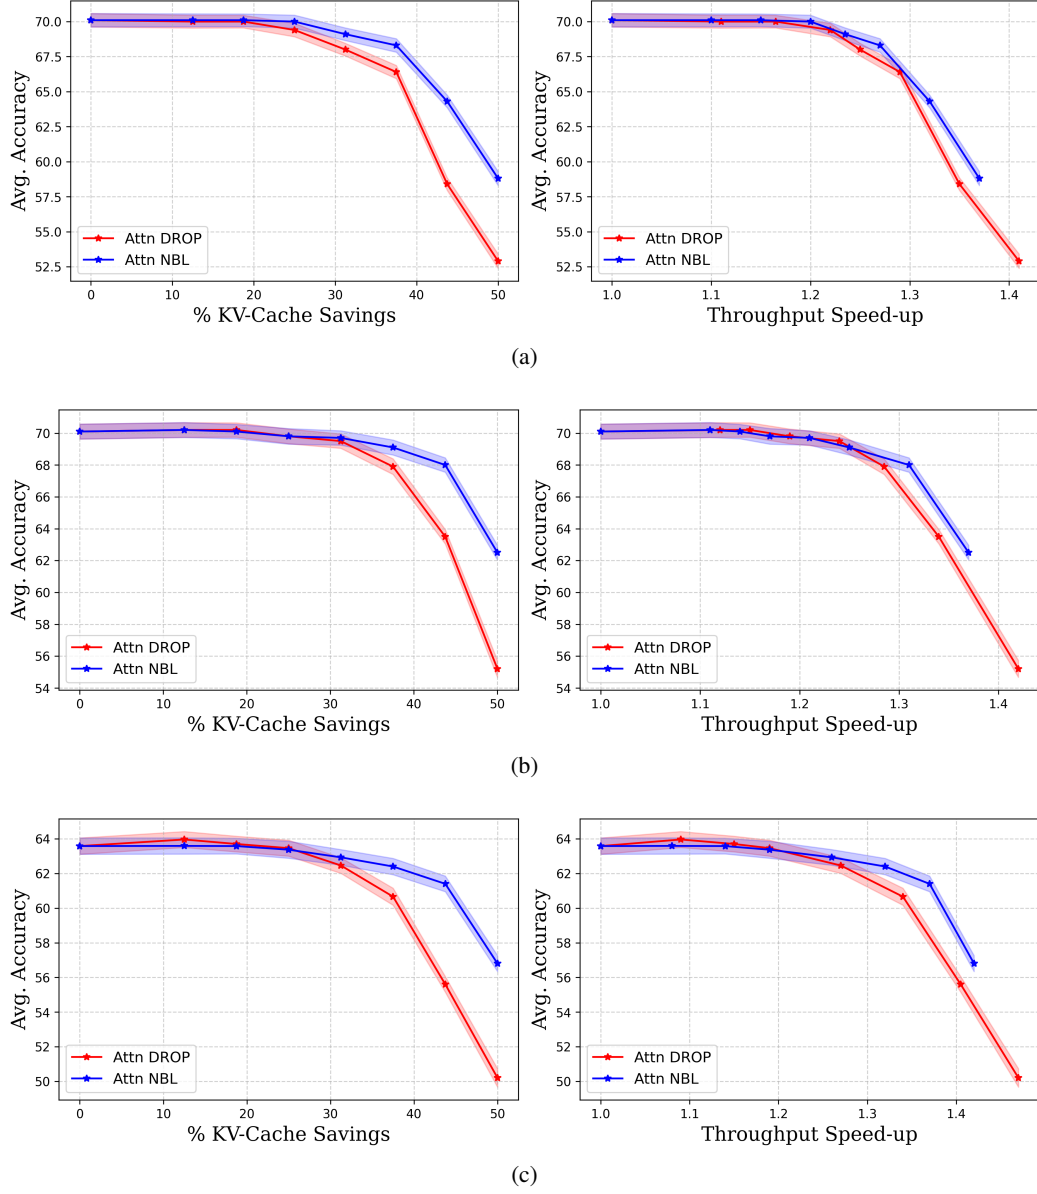 70.0
67.5
65.0
62.5
60.0
57.5
55.0
52.5
Avg. Accuracy
Attn DROP
Attn NBL
0 10 20 30 40 50
% KV-Cache Savings
70.0
67.5
65.0
62.5
60.0
57.5
55.0
52.5
Avg. Accuracy
Attn DROP
Attn NBL
1.0 1.1 1.2 1.3 1.4
Throughput Speed-up
(a)
70
68
66
64
62
60
58
56
54
Avg. Accuracy
Attn DROP
Attn NBL
0 10 20 30 40 50
% KV-Cache Savings
70
68
66
64
62
60
58
56
54
Avg. Accuracy
Attn DROP
Attn NBL
1.0 1.1 1.2 1.3 1.4
Throughput Speed-up
(b)
64
62
60
58
56
54
52
50
Avg. Accuracy
Attn DROP
Attn NBL
0 10 20 30 40 50
% KV-Cache Savings
64
62
60
58
56
54
52
50
Avg. Accuracy
Attn DROP
Attn NBL
1.0 1.1 1.2 1.3 1.4
Throughput Speed-up
(c)